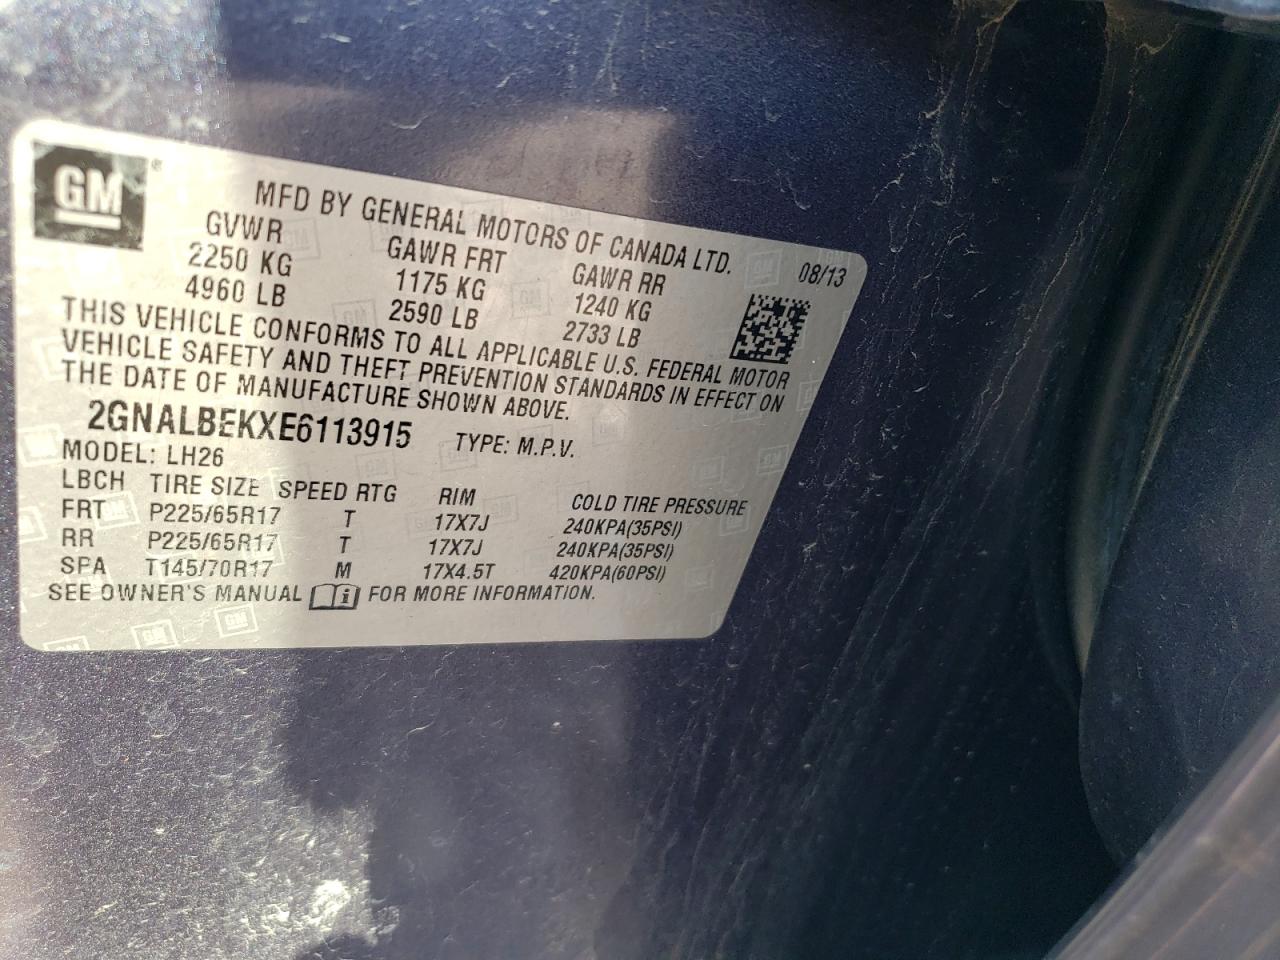 GM ®
MFD BY GENERAL MOTORS OF CANADA LTD.
08/13
GVWR GAWR FRT GAWR RR
2250 KG 1175 KG 1240 KG
4960 LB 2590 LB 2733 LB
THIS VEHICLE CONFORMS TO ALL APPLICABLE U.S. FEDERAL MOTOR
VEHICLE SAFETY AND THEFT PREVENTION STANDARDS IN EFFECT ON
THE DATE OF MANUFACTURE SHOWN ABOVE.
2GNALBEKXE6113915 TYPE: M.P.V.
MODEL: LH26
LBCH TIRE SIZE SPEED RTG RIM COLD TIRE PRESSURE
FRT P225/65R17 T 17X7J 240KPA(35PSI)
RR P225/65R17 T 17X7J 240KPA(35PSI)
SPA T145/70R17 M 17X4.5T 420KPA(60PSI)
SEE OWNER'S MANUAL i FOR MORE INFORMATION.